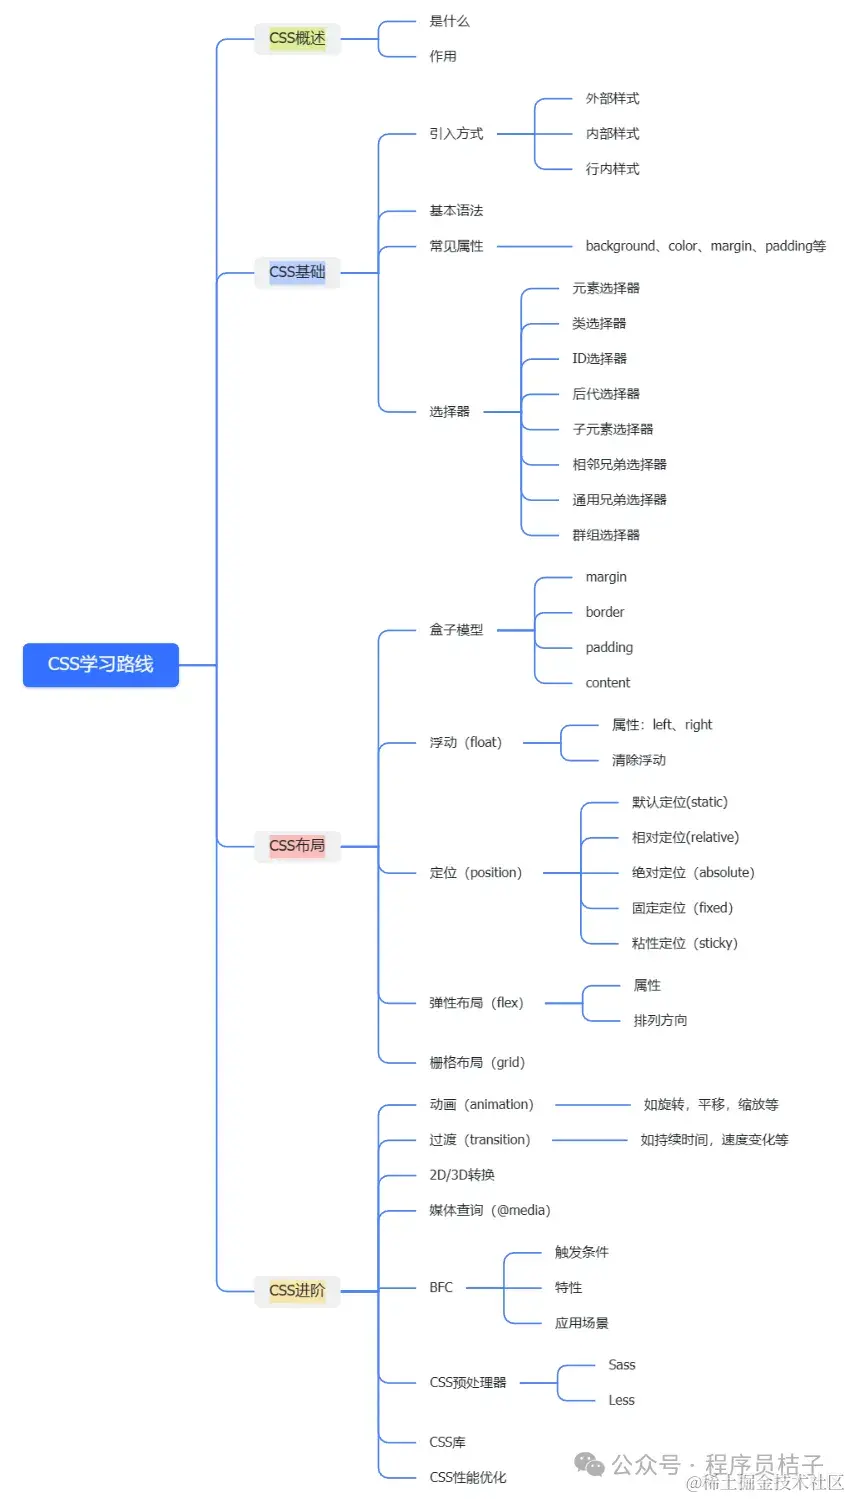 CSS学习路线
CSS概述
是什么
作用
CSS基础
引入方式
外部样式
内部样式
行内样式
基本语法
常见属性
background、color、margin、padding等
选择器
元素选择器
类选择器
ID选择器
后代选择器
子元素选择器
相邻兄弟选择器
通用兄弟选择器
群组选择器
CSS布局
盒子模型
margin
border
padding
content
浮动（float）
属性：left、right
清除浮动
定位（position）
默认定位(static)
相对定位(relative)
绝对定位（absolute）
固定定位（fixed）
粘性定位（sticky）
弹性布局（flex）
属性
排列方向
栅格布局（grid）
CSS进阶
动画（animation）
如旋转，平移，缩放等
过渡（transition）
如持续时间，速度变化等
2D/3D转换
媒体查询（@media）
BFC
触发条件
特性
应用场景
CSS预处理器
Sass
Less
CSS库
CSS性能优化
公众号 · 程序员桔子
@稀土掘金技术社区